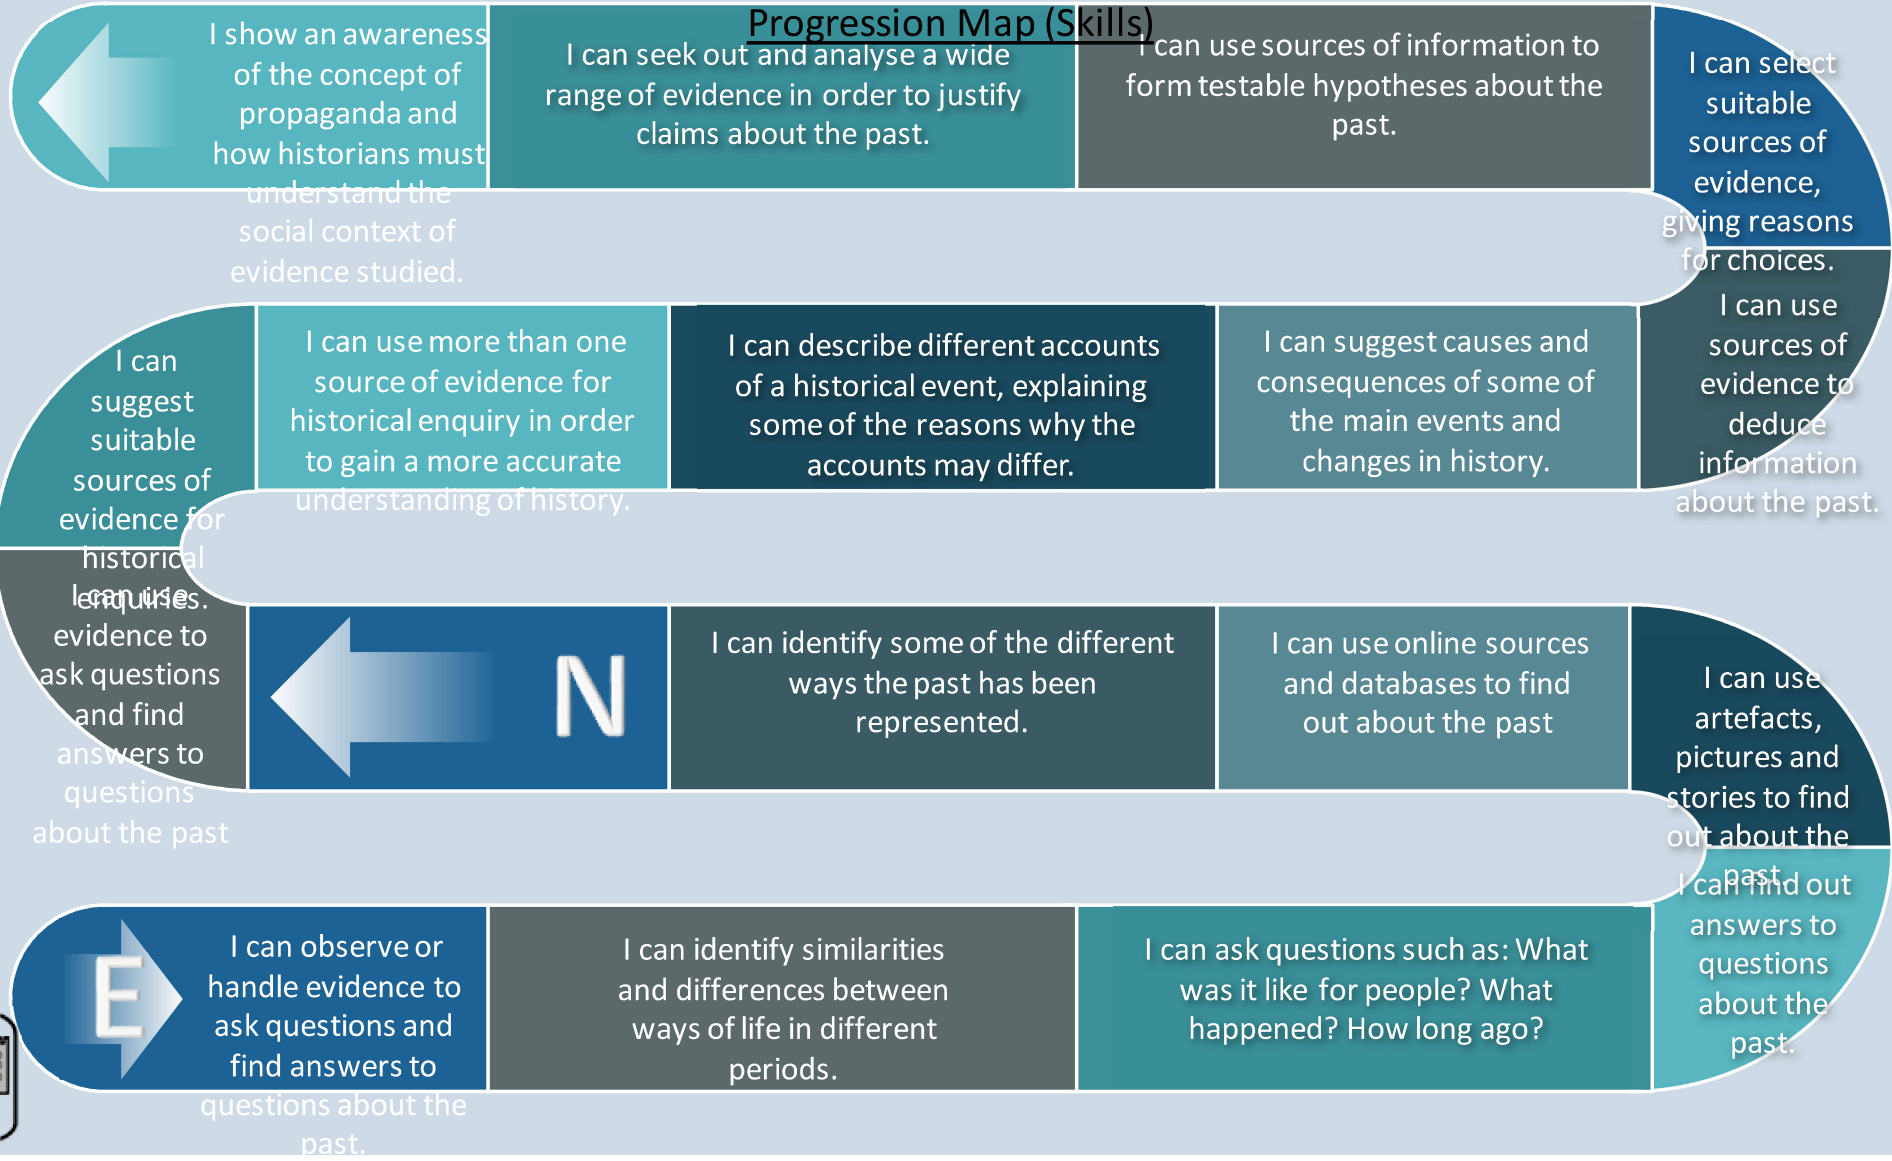 Progression Map (Skills)
I show an awareness
of the concept of
propaganda and
how historians must
understand the
social context of
evidence studied.
I can seek out and analyse a wide
range of evidence in order to justify
claims about the past.
I can use sources of information to
form testable hypotheses about the
past.
I can select
suitable
sources of
evidence,
giving reasons
for choices.
I can
suggest
suitable
sources of
evidence for
historical
enquiries.
I can use more than one
source of evidence for
historical enquiry in order
to gain a more accurate
understanding of history.
I can describe different accounts
of a historical event, explaining
some of the reasons why the
accounts may differ.
I can suggest causes and
consequences of some of
the main events and
changes in history.
I can use
sources of
evidence to
deduce
information
about the past.
I can use
evidence to
ask questions
and find
answers to
questions
about the past
N
I can identify some of the different
ways the past has been
represented.
I can use online sources
and databases to find
out about the past
I can use
artefacts,
pictures and
stories to find
out about the
past.
E
I can observe or
handle evidence to
ask questions and
find answers to
questions about the
past.
I can identify similarities
and differences between
ways of life in different
periods.
I can ask questions such as: What
was it like for people? What
happened? How long ago?
I can find out
answers to
questions
about the
past.